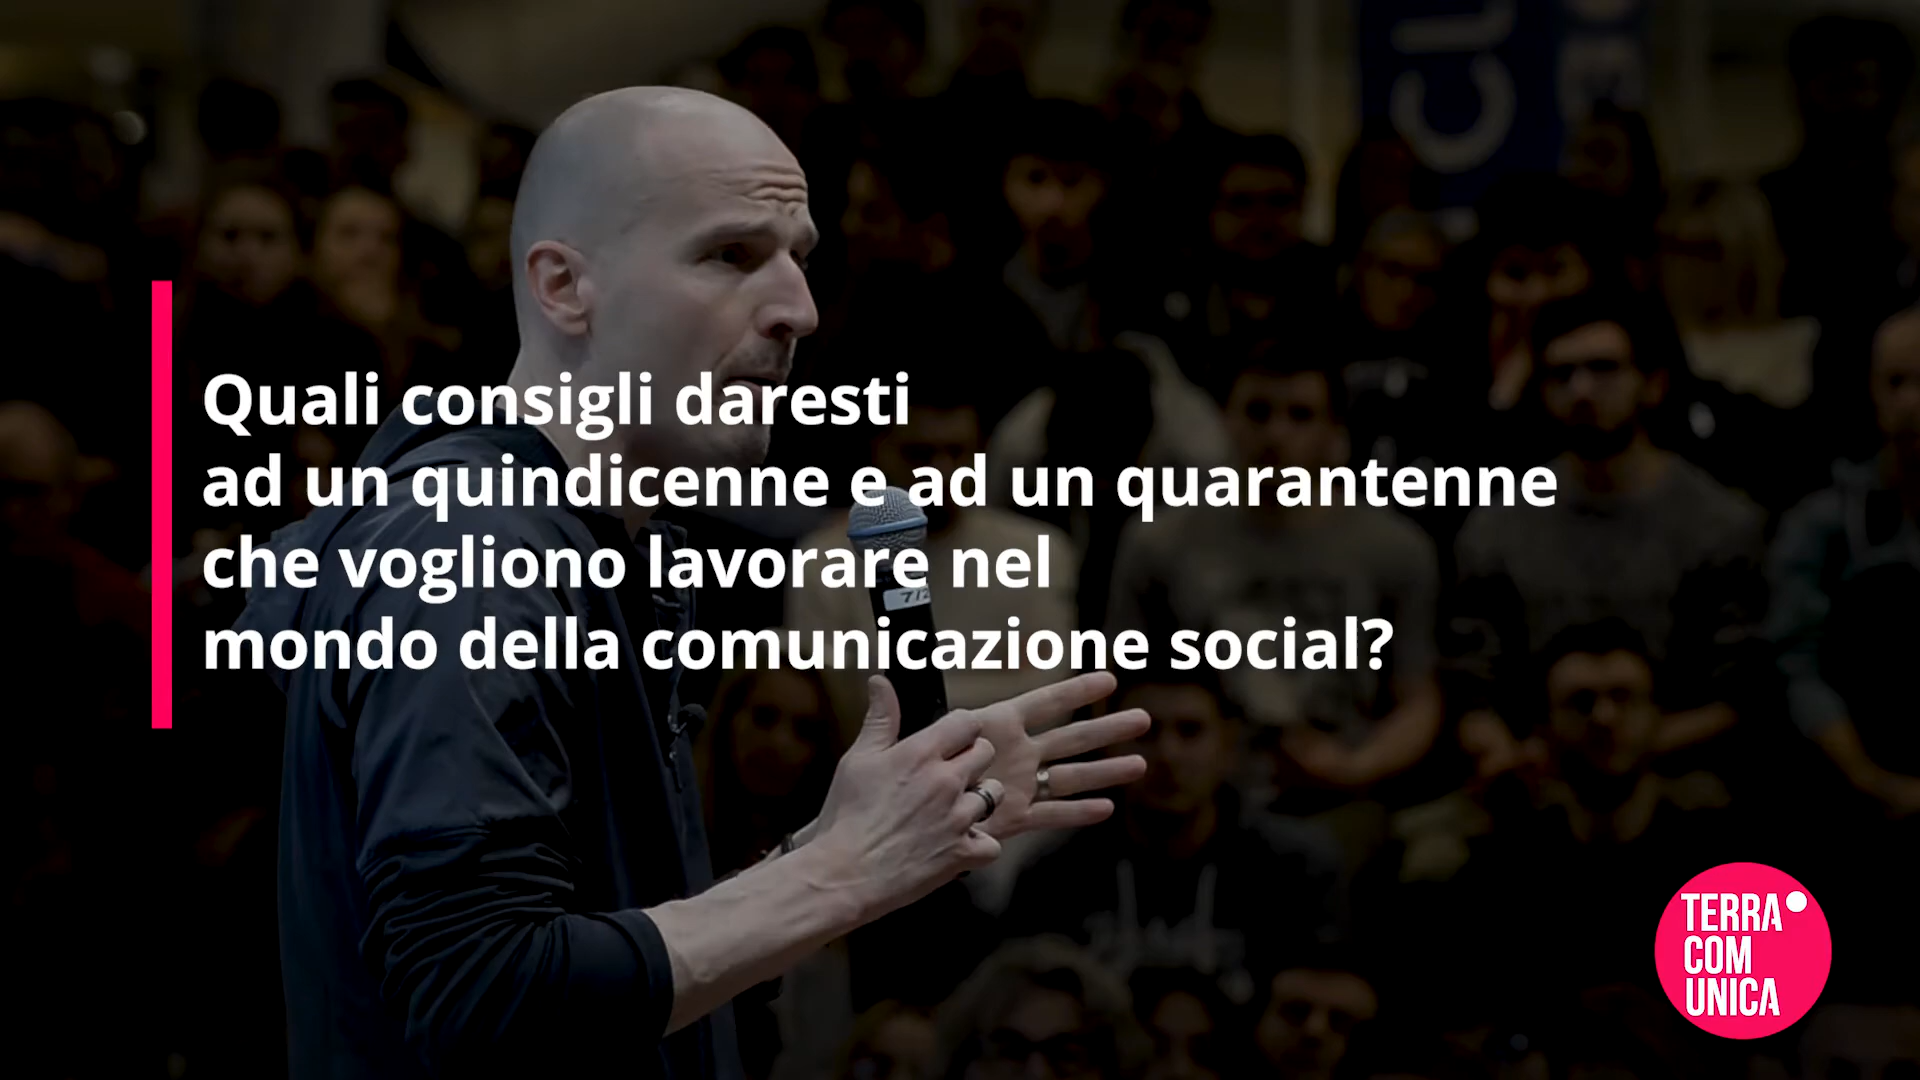 Quali consigli daresti
ad un quindicenne e ad un quarantenne
che vogliono lavorare nel
mondo della comunicazione social?
TERRA
COM
UNICA